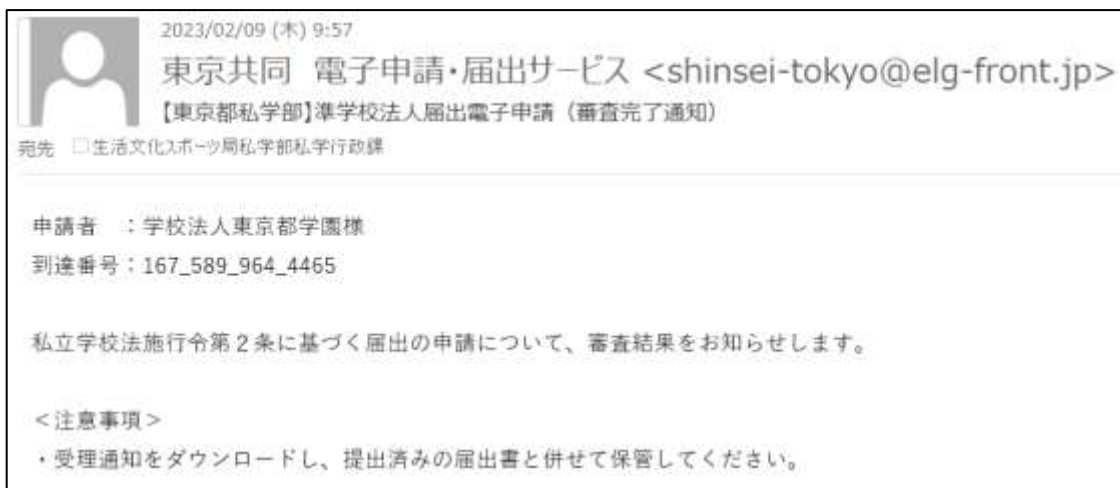 2023/02/09 (木) 9:57
東京共同 電子申請・届出サービス <shinsei-tokyo@elg-front.jp>
【東京都私学部】準学校法人届出電子申請（審査完了通知）
宛先 □生活文化スポーツ局私学部私学行政課
申請者 ：学校法人東京都学園様
到達番号：167_589_964_4465
私立学校法施行令第２条に基づく届出の申請について、審査結果をお知らせします。
＜注意事項＞
・受理通知をダウンロードし、提出済みの届出書と併せて保管してください。